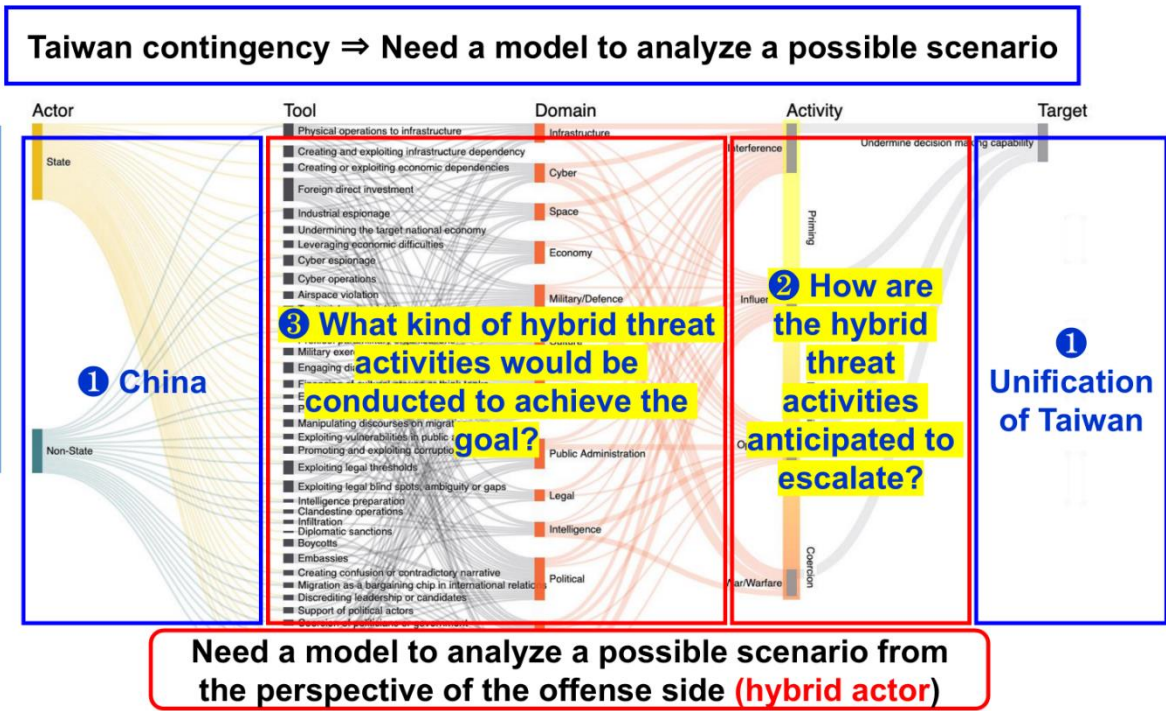 Taiwan contingency ⇒ Need a model to analyze a possible scenario
Actor
Tool
Domain
Activity
Target
State
Non-State
❶ China
Physical operations to infrastructure
Creating and exploiting infrastructure dependency
Creating or exploiting economic dependencies
Foreign direct investment
Industrial espionage
Undermining the target national economy
Leveraging economic difficulties
Cyber espionage
Cyber operations
Airspace violation
Military
Engaging
Manipulating discourses on
Exploiting vulnerabilities in public
Promoting and exploiting corruption
Exploiting legal thresholds
Exploiting legal blind spots, ambiguity or gaps
Intelligence preparation
Clandestine operations
Infiltration
Diplomatic sanctions
Boycotts
Embassies
Creating confusion or contradictory narrative
Migration as a bargaining chip in international relations
Discrediting leadership or candidates
Support of political actors
Infrastructure
Cyber
Space
Economy
Military/Defence
Public Administration
Legal
Intelligence
Political
❸ What kind of hybrid threat
activities would be
conducted to achieve the
goal?
Interference
Priming
Coercion
War/Warfare
❷ How are
the hybrid
threat
activities
anticipated to
escalate?
Undermine decision making capability
❶
Unification
of Taiwan
Need a model to analyze a possible scenario from
the perspective of the offense side (hybrid actor)